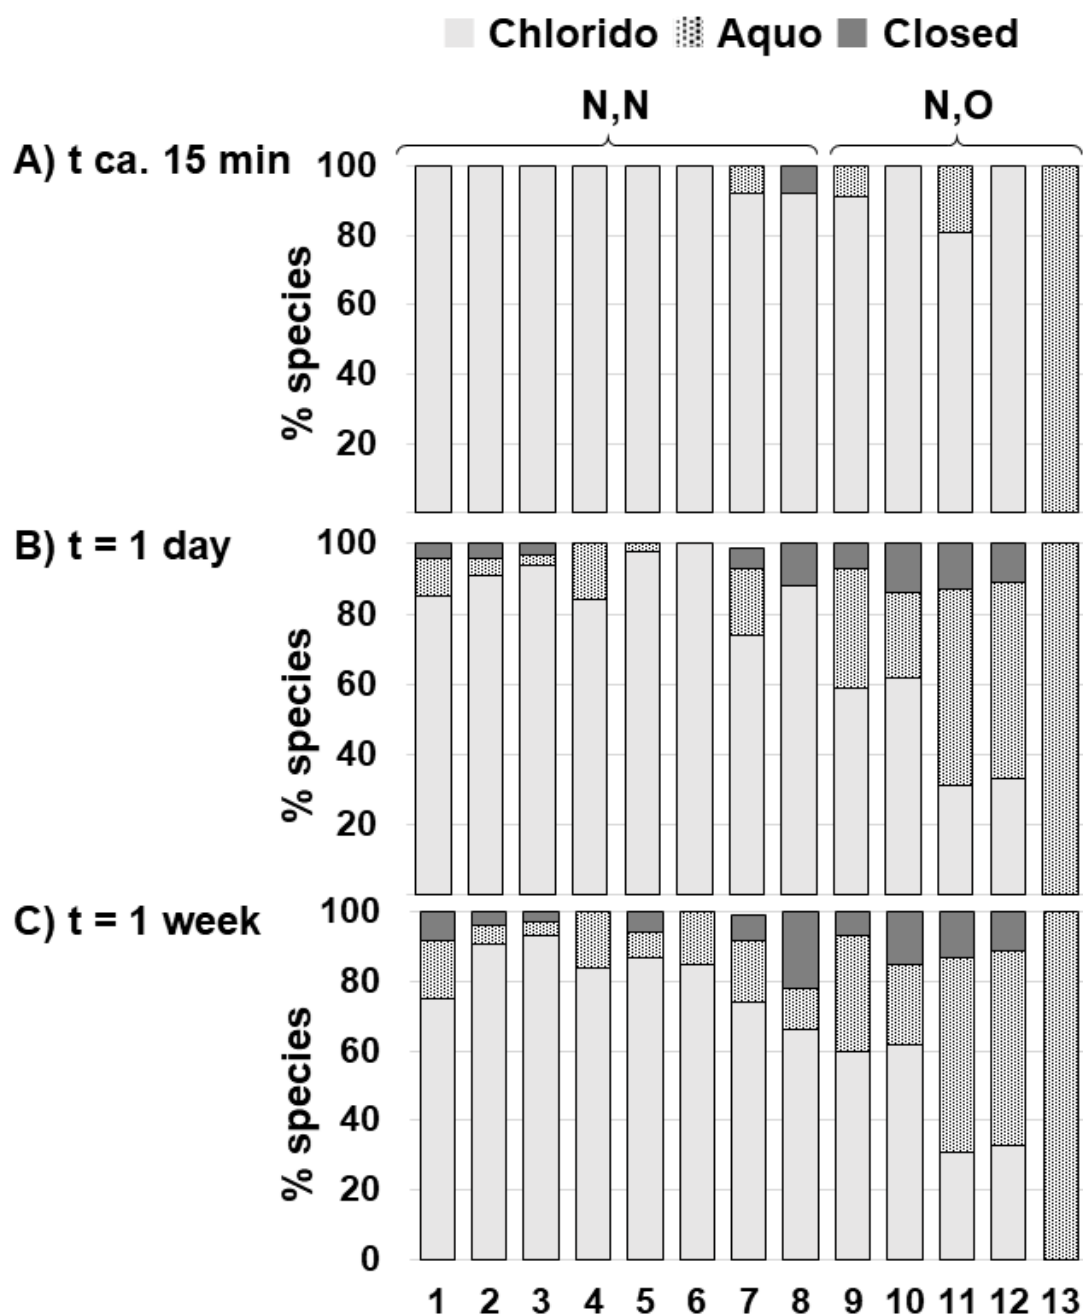 Chlorido Aquo Closed
N,N N,O
A) t ca. 15 min
100
80
60
40
20
% species
B) t = 1 day
100
80
60
40
20
% species
C) t = 1 week
100
80
60
40
20
0
% species
1 2 3 4 5 6 7 8 9 10 11 12 13